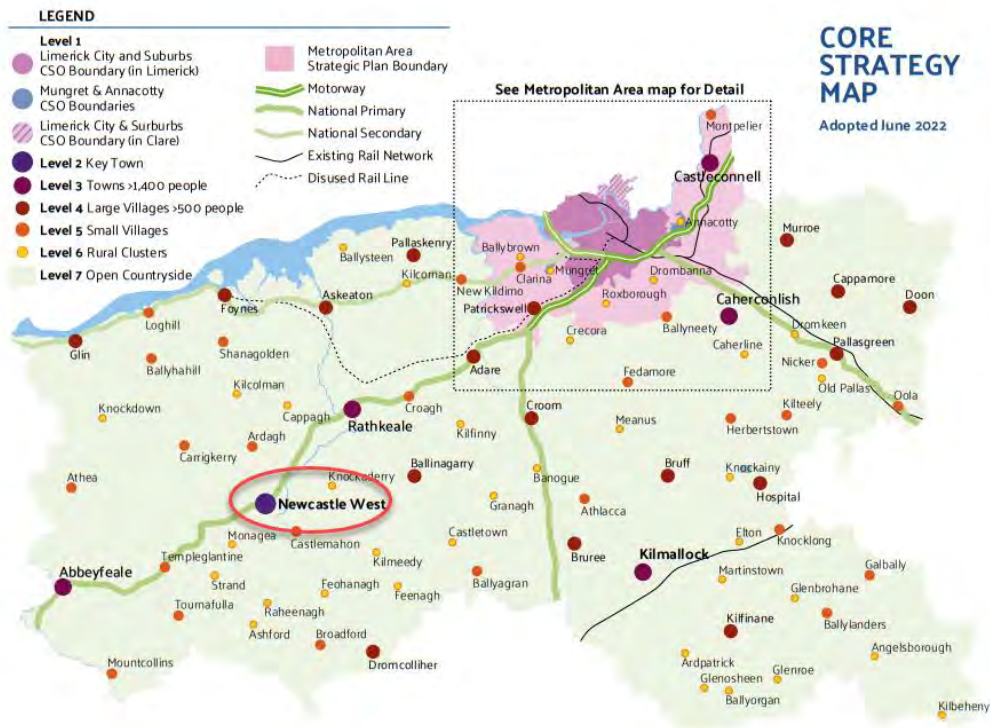 LEGEND
Level 1
Limerick City and Suburbs
CSO Boundary (in Limerick)
Mungret & Annacotty
CSO Boundaries
Limerick City & Surburbs
CSO Boundary (in Clare)
Level 2 Key Town
Level 3 Towns >1,400 people
Level 4 Large Villages >500 people
Level 5 Small Villages
Level 6 Rural Clusters
Level 7 Open Countryside
Metropolitan Area
Strategic Plan Boundary
Motorway
National Primary
National Secondary
Existing Rail Network
Disused Rail Line
See Metropolitan Area map for Detail
CORE
STRATEGY
MAP
Adopted June 2022
Montpelier
Castleconnell
Annacotty
Murroe
Pallaskenry
Ballysteen
Ballybrown
Kilcornan
Clarina
Mungret
Drombanna
Cappamore
New Kildimo
Roxborough
Caherconlish
Doon
Askeaton
Foynes
Patrickswell
Loghill
Crecora
Ballyneety
Dromkeen
Glin
Shanagolden
Caherline
Pallasgreen
Ballyhahill
Adare
Nicker
Fedamore
Old Pallas
Kilcolman
Oola
Knockdown
Cappagh
Croagh
Croom
Kilteely
Rathkeale
Kilfinny
Meanus
Herbertstown
Ardagh
Carrigkerry
Athea
Knockaderry
Ballinagarry
Banogue
Bruff
Knockainy
Hospital
Newcastle West
Granagh
Athlacca
Monagea
Castlemahon
Castletown
Elton
Knocklong
Templeglantine
Kilmeedy
Bruree
Kilmallock
Abbeyfeale
Strand
Feohanagh
Feenagh
Ballyagran
Martinstown
Galbally
Glenbrohane
Tournafulla
Raheenagh
Ashford
Broadford
Kilfinane
Ballylanders
Dromcolliher
Angelsborough
Mountcollins
Ardpatrick
Glenroe
Glenosheen
Ballyorgan
Kilbeheny